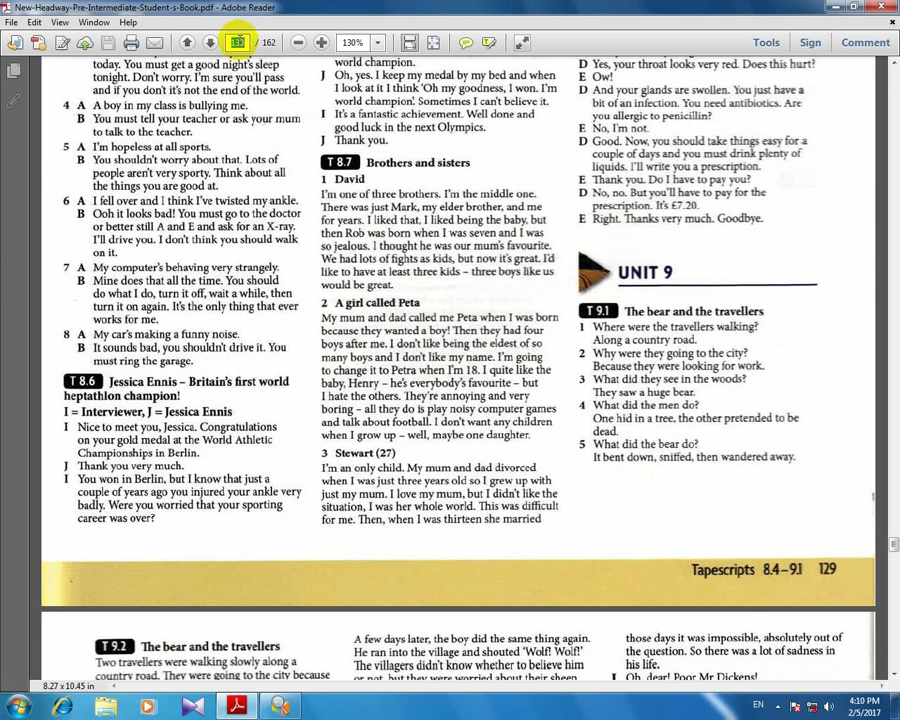 New-Headway-Pre-Intermediate-Student-s-Book.pdf - Adobe Reader
File Edit View Window Help
/ 162
130%
Tools Sign Comment
today. You must get a good night's sleep
tonight. Don't worry. I'm sure you'll pass
and if you don't it's not the end of the world.
4 A A boy in my class is bullying me.
B You must tell your teacher or ask your mum
to talk to the teacher.
5 A I'm hopeless at all sports.
B You shouldn't worry about that. Lots of
people aren't very sporty. Think about all
the things you are good at.
6 A I fell over and I think I've twisted my ankle.
B Ooh it looks bad! You must go to the doctor
or better still A and E and ask for an X-ray.
I'll drive you. I don't think you should walk
on it.
7 A My computer's behaving very strangely.
B Mine does that all the time. You should
do what I do, turn it off, wait a while, then
turn it on again. It's the only thing that ever
works for me.
8 A My car's making a funny noise.
B It sounds bad, you shouldn't drive it. You
must ring the garage.
T 8.6 Jessica Ennis – Britain's first world
heptathlon champion!
I = Interviewer, J = Jessica Ennis
I Nice to meet you, Jessica. Congratulations
on your gold medal at the World Athletic
Championships in Berlin.
J Thank you very much.
I You won in Berlin, but I know that just a
couple of years ago you injured your ankle very
badly. Were you worried that your sporting
career was over?
world champion.
J Oh, yes. I keep my medal by my bed and when
I look at it I think 'Oh my goodness, I won. I'm
world champion'. Sometimes I can't believe it.
I It's a fantastic achievement. Well done and
good luck in the next Olympics.
J Thank you.
T 8.7 Brothers and sisters
1 David
I'm one of three brothers. I'm the middle one.
There was just Mark, my elder brother, and me
for years. I liked that, I liked being the baby, but
then Rob was born when I was seven and I was
so jealous. I thought he was our mum's favourite.
We had lots of fights as kids, but now it's great. I'd
like to have at least three kids – three boys like us
would be great.
2 A girl called Peta
My mum and dad called me Peta when I was born
because they wanted a boy! Then they had four
boys after me. I don't like being the eldest of so
many boys and I don't like my name. I'm going
to change it to Petra when I'm 18. I quite like the
baby, Henry – he's everybody's favourite – but
I hate the others. They're annoying and very
boring – all they do is play noisy computer games
and talk about football. I don't want any children
when I grow up – well, maybe one daughter.
3 Stewart (27)
I'm an only child. My mum and dad divorced
when I was just three years old so I grew up with
just my mum. I love my mum, but I didn't like the
situation, I was her whole world. This was difficult
for me. Then, when I was thirteen she married
D Yes, your throat looks very red. Does this hurt?
E Ow!
D And your glands are swollen. You just have a
bit of an infection. You need antibiotics. Are
you allergic to penicillin?
E No, I'm not.
D Good. Now, you should take things easy for a
couple of days and you must drink plenty of
liquids. I'll write you a prescription.
E Thank you. Do I have to pay you?
D No, no. But you'll have to pay for the
prescription. It's £7.20.
E Right. Thanks very much. Goodbye.
UNIT 9
T 9.1 The bear and the travellers
1 Where were the travellers walking?
Along a country road.
2 Why were they going to the city?
Because they were looking for work.
3 What did they see in the woods?
They saw a huge bear.
4 What did the men do?
One hid in a tree, the other pretended to be
dead.
5 What did the bear do?
It bent down, sniffed, then wandered away.
Tapescripts 8.4–9.1 129
T 9.2 The bear and the travellers
Two travellers were walking slowly along a
country road. They were going to the city because
A few days later, the boy did the same thing again.
He ran into the village and shouted 'Wolf! Wolf!'
The villagers didn't know whether to believe him
or not, but they were worried about their sheep
those days it was impossible, absolutely out of
the question. So there was a lot of sadness in
his life.
I Oh, dear! Poor Mr Dickens!
8.27 x 10.45 in
EN
4:10 PM
2/5/2017